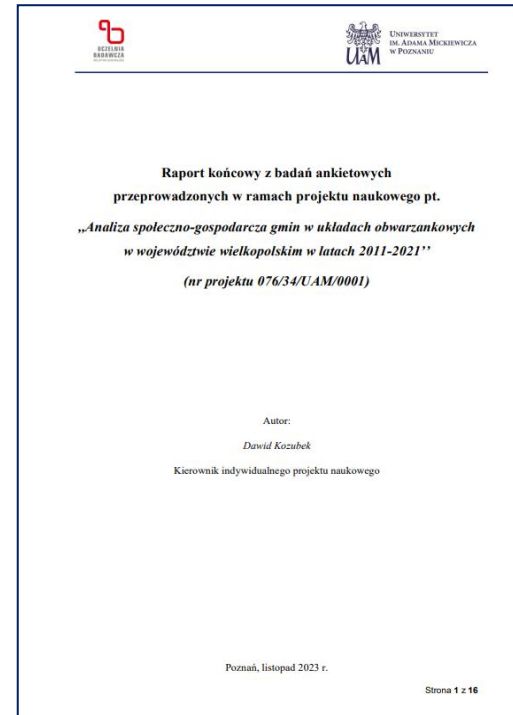 UCZELNIA
BADAWCZA
UAM
UNIWERSYTET
IM. ADAMA MICKIEWICZA
W POZNANIU
Raport końcowy z badań ankietowych
przeprowadzonych w ramach projektu naukowego pt.
„Analiza społeczno-gospodarcza gmin w układach obwarzankowych
w województwie wielkopolskim w latach 2011-2021’’
(nr projektu 076/34/UAM/0001)
Autor:
Dawid Kozubek
Kierownik indywidualnego projektu naukowego
Poznań, listopad 2023 r.
Strona 1 z 16